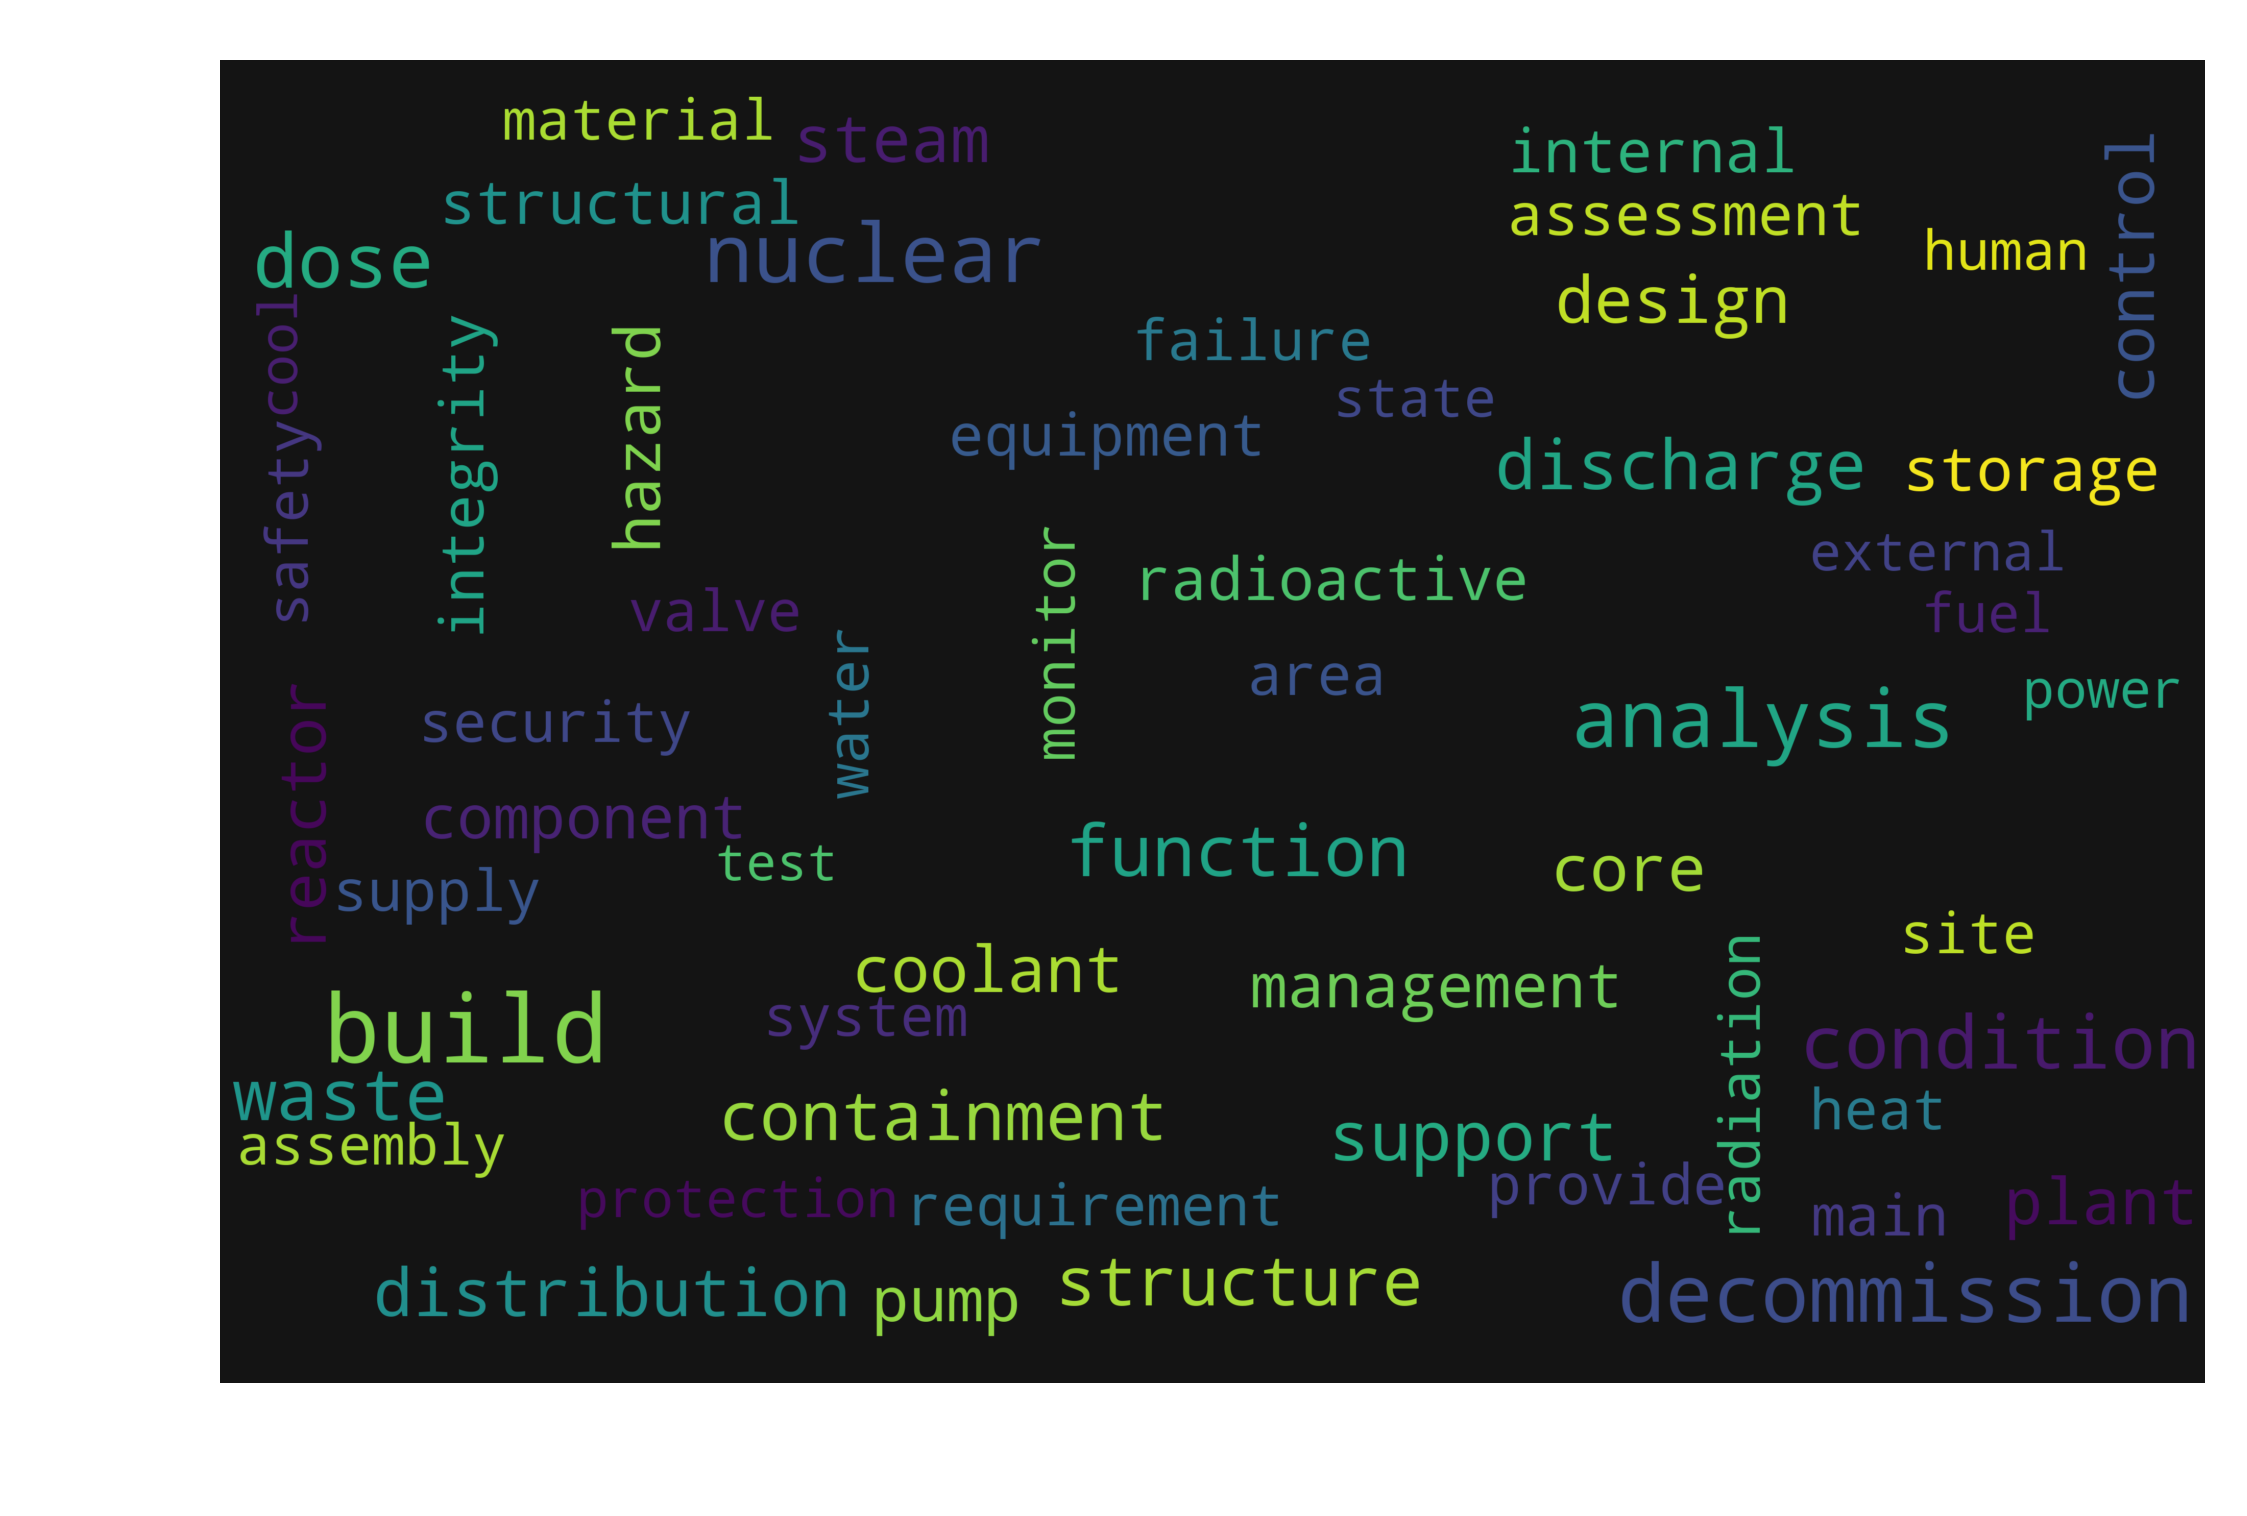 material
steam
internal
control
structural
assessment
nuclear
human
dose
design
cool
integrity
hazard
failure
state
equipment
safety
discharge
storage
monitor
radioactive
external
valve
fuel
water
area
reactor
security
analysis
power
component
test
function
core
supply
site
coolant
management
radiation
system
build
condition
waste
containment
heat
assembly
support
protection
requirement
provide
main
plant
distribution
pump
structure
decommission